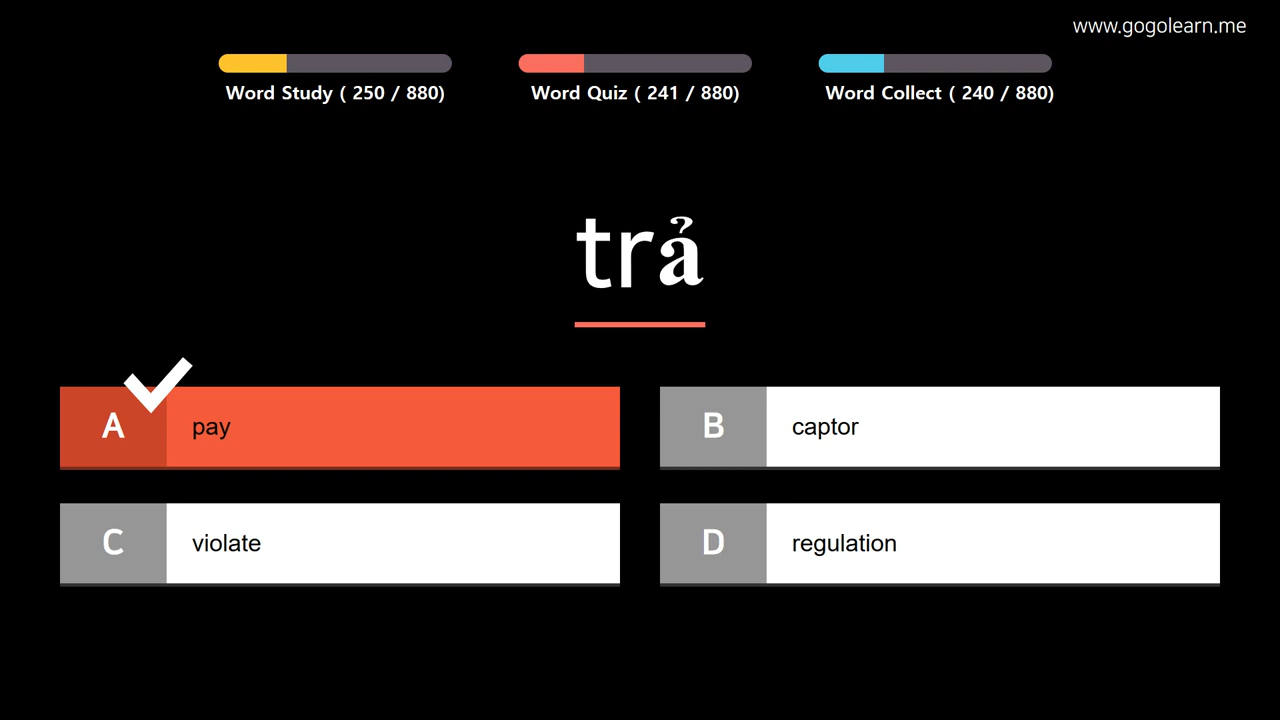 www.gogolearn.me
Word Study ( 250 / 880)
Word Quiz ( 241 / 880)
Word Collect ( 240 / 880)
trả
A pay
B captor
C violate
D regulation